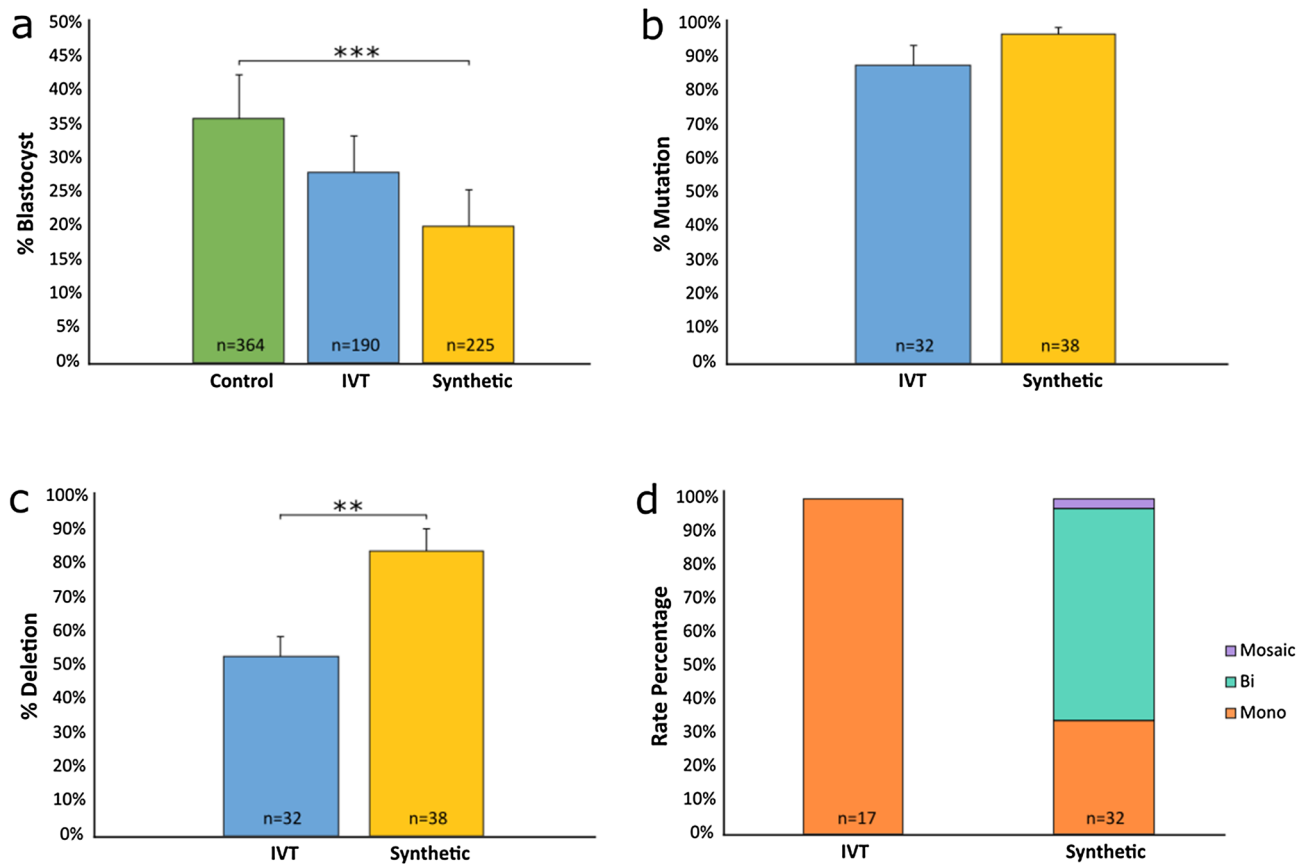 a
% Blastocyst
50%
45%
40%
35%
30%
25%
20%
15%
10%
5%
0%
***
n=364
n=190
n=225
Control
IVT
Synthetic
b
% Mutation
100%
90%
80%
70%
60%
50%
40%
30%
20%
10%
0%
n=32
n=38
IVT
Synthetic
c
% Deletion
100%
90%
80%
70%
60%
50%
40%
30%
20%
10%
0%
**
n=32
n=38
IVT
Synthetic
d
Rate Percentage
100%
90%
80%
70%
60%
50%
40%
30%
20%
10%
0%
n=17
n=32
IVT
Synthetic
Mosaic
Bi
Mono